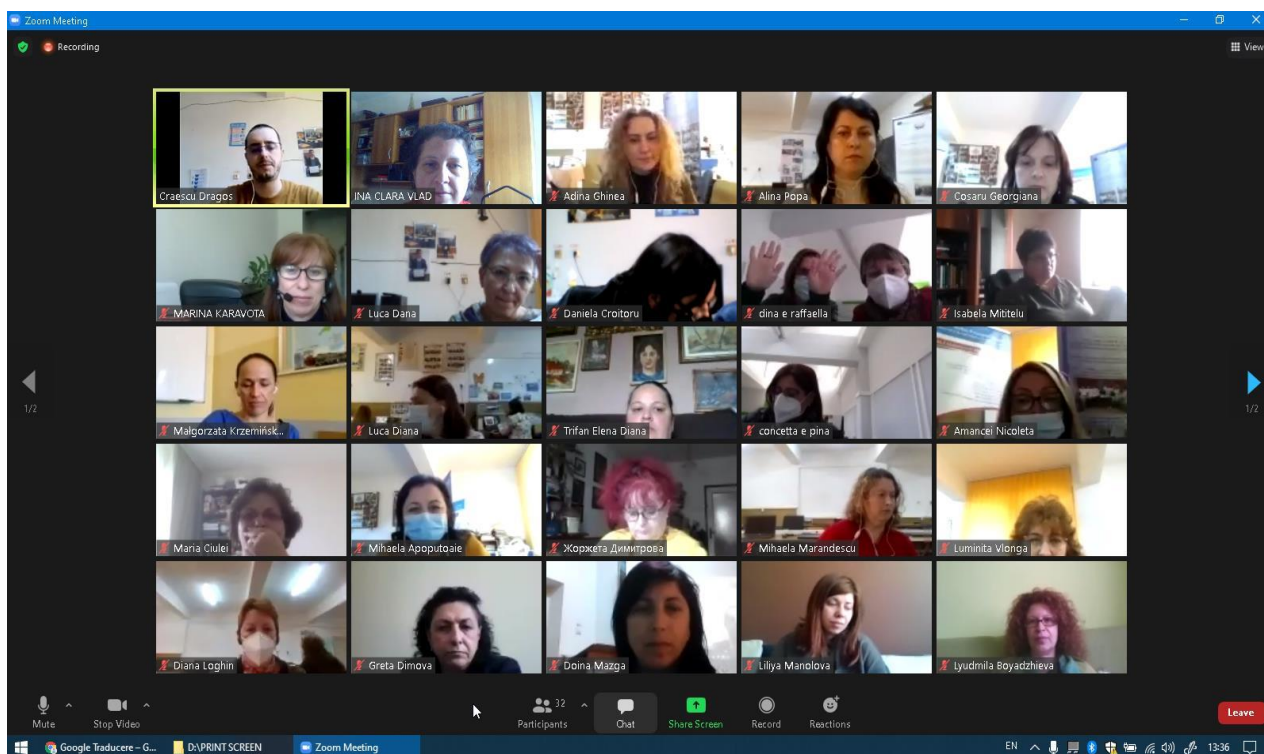 Zoom Meeting
Recording
View
Craescu Dragos
INA CLARA VLAD
Adina Ghinea
Alina Popa
Cosaru Georgiana
MARINA KARAVOTA
Luca Dana
Daniela Croitoru
dina e raffaella
Isabela Mititelu
1/2
1/2
Małgorzata Krzemińsk...
Luca Diana
Trifan Elena Diana
concetta e pina
Amancei Nicoleta
Maria Ciulei
Mihaela Apoputoaie
Жоржета Димитрова
Mihaela Marandescu
Luminita Vlonga
Diana Loghin
Greta Dimova
Doina Mazga
Liliya Manolova
Lyudmila Boyadzhieva
32
Mute
Stop Video
Participants
Chat
Share Screen
Record
Reactions
Leave
Google Traducere – G...
D:\PRINT SCREEN
Zoom Meeting
EN
13:36